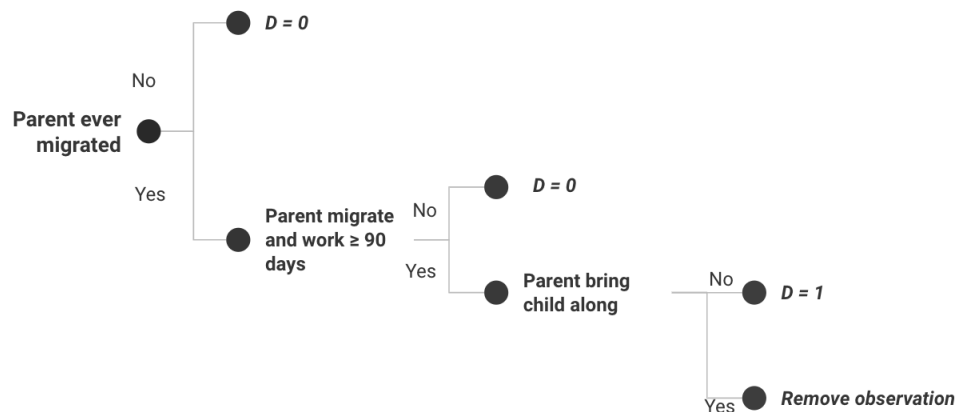 D = 0
No
Parent ever
migrated
Yes
Parent migrate
and work ≥ 90
days
No
Yes
D = 0
Parent bring
child along
No
D = 1
Yes
Remove observation